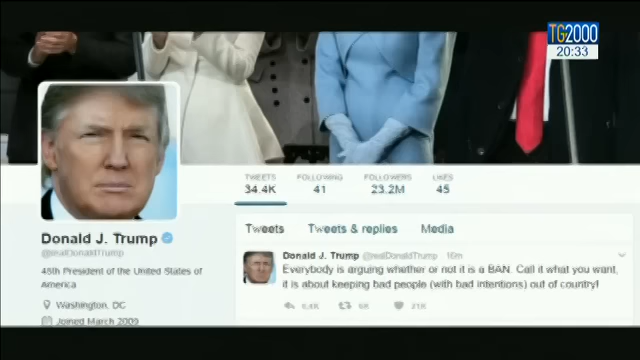 TG2000
20:33
TWEETS FOLLOWING FOLLOWERS LIKES
34.4K 41 23.2M 45
Donald J. Trump
@realDonaldTrump
45th President of the United States of
America
Washington, DC
Joined March 2009
Tweets Tweets & replies Media
Donald J. Trump @realDonaldTrump · 16m
Everybody is arguing whether or not it is a BAN. Call it what you want,
it is about keeping bad people (with bad intentions) out of country!
21K